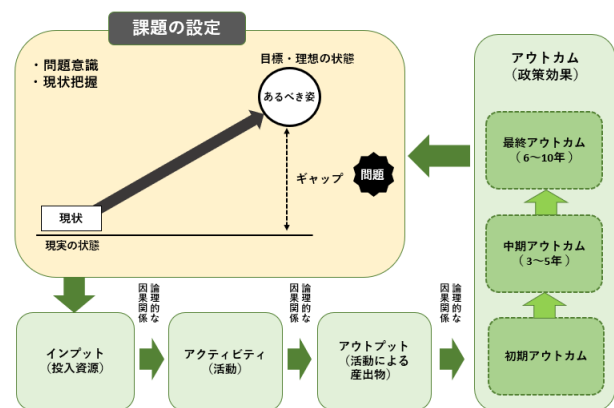 課題の設定
・問題意識
・現状把握
目標・理想の状態
あるべき姿
ギャップ
問題
現状
現実の状態
アウトカム
（政策効果）
最終アウトカム
（6～10年）
中期アウトカム
（3～5年）
初期アウトカム
インプット
（投入資源）
論理的な
因果関係
アクティビティ
（活動）
論理的な
因果関係
アウトプット
（活動による
産出物）
論理的な
因果関係